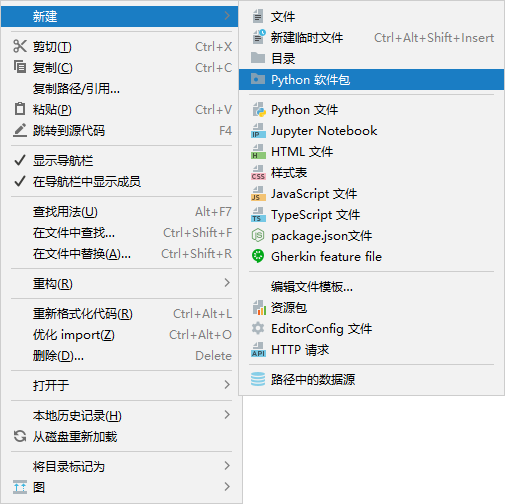 新建
剪切(T) Ctrl+X
复制(C) Ctrl+C
复制路径/引用...
粘贴(P) Ctrl+V
跳转到源代码 F4
显示导航栏
在导航栏中显示成员
查找用法(U) Alt+F7
在文件中查找... Ctrl+Shift+F
在文件中替换(A)... Ctrl+Shift+R
重构(R)
重新格式化代码(R) Ctrl+Alt+L
优化 import(Z) Ctrl+Alt+O
删除(D)... Delete
打开于
本地历史记录(H)
从磁盘重新加载
将目录标记为
图
文件
新建临时文件 Ctrl+Alt+Shift+Insert
目录
Python 软件包
Python 文件
IP Jupyter Notebook
H HTML 文件
CSS 样式表
JS JavaScript 文件
TS TypeScript 文件
package.json文件
Gherkin feature file
编辑文件模板...
资源包
EditorConfig 文件
API HTTP 请求
路径中的数据源